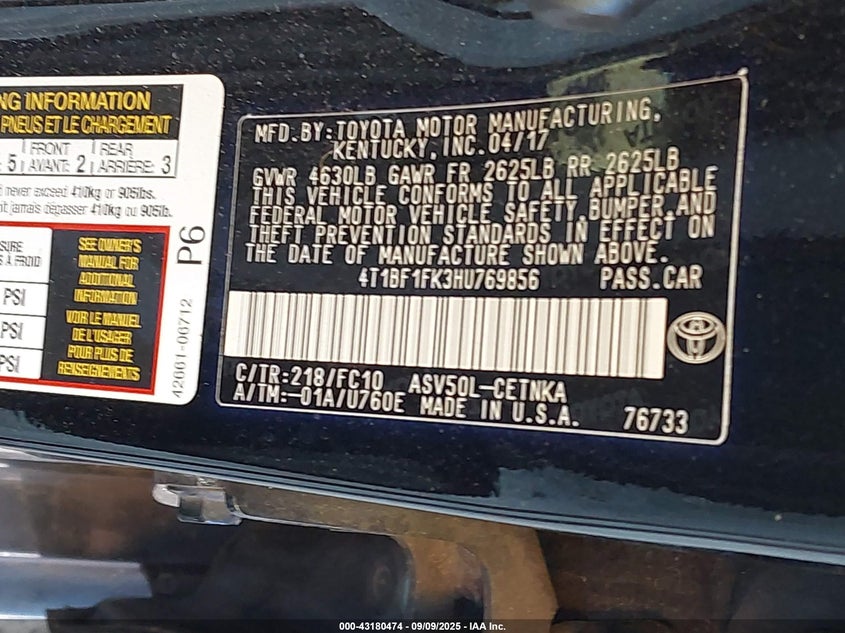 NG INFORMATION
PNEUS ET LE CHARGEMENT
5 FRONT AVANT: 2 REAR ARRIÈRE: 3
never exceed 410kg or 905lbs.
nt jamais dépasser 410kg ou 905lb.
SURE
S À FROID
PSI
PSI
PSI
SEE OWNER'S
MANUAL FOR
ADDITIONAL
INFORMATION.
VOIR LE MANUEL
DE L'USAGER
POUR PLUS DE
RENSEIGNEMENTS
P6
42661-06712
MFD. BY: TOYOTA MOTOR MANUFACTURING,
KENTUCKY, INC. 04/17
GVWR 4630LB GAWR FR 2625LB RR 2625LB
THIS VEHICLE CONFORMS TO ALL APPLICABLE
FEDERAL MOTOR VEHICLE SAFETY, BUMPER, AND
THEFT PREVENTION STANDARDS IN EFFECT ON
THE DATE OF MANUFACTURE SHOWN ABOVE.
4T1BF1FK3HU769856 PASS.CAR
C/TR:218/FC10 ASV50L-CETNKA
A/TM:-01A/U760E MADE IN U.S.A. 76733
000-43180474 - 09/09/2025 - IAA Inc.